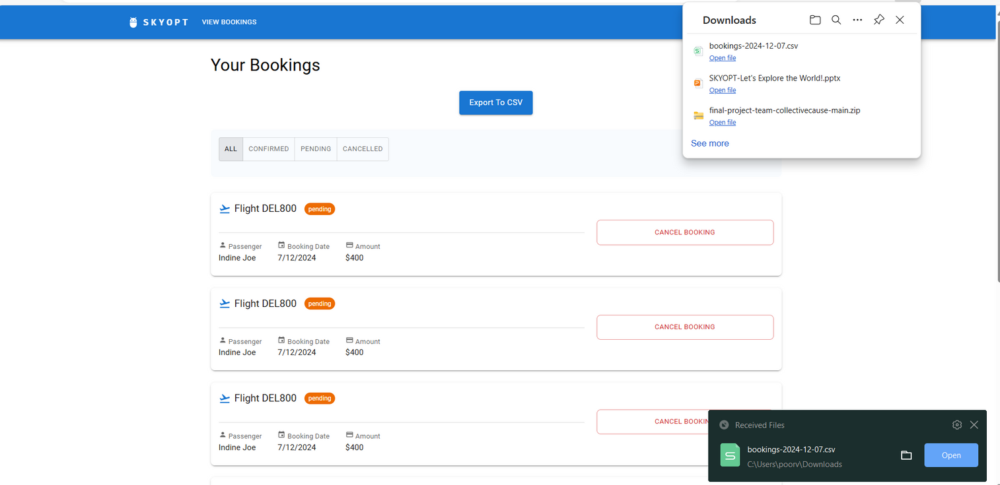 SKYOPT VIEW BOOKINGS
Downloads
bookings-2024-12-07.csv
Open file
SKYOPT-Let's Explore the World!.pptx
Open file
final-project-team-collectivecause-main.zip
Open file
See more
Your Bookings
Export To CSV
ALL CONFIRMED PENDING CANCELLED
Flight DEL800 pending
CANCEL BOOKING
Passenger Booking Date Amount
Indine Joe 7/12/2024 $400
Flight DEL800 pending
CANCEL BOOKING
Passenger Booking Date Amount
Indine Joe 7/12/2024 $400
Flight DEL800 pending
CANCEL BOOKIN
Passenger Booking Date Amount
Indine Joe 7/12/2024 $400
Received Files
bookings-2024-12-07.csv
C:\Users\poorv\Downloads
Open